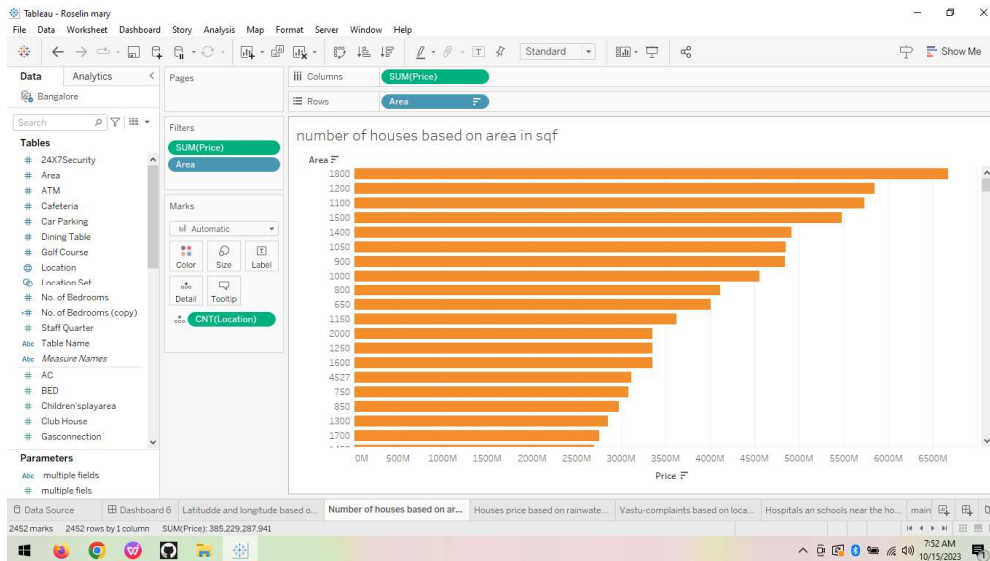 Tableau - Roselin mary
File Data Worksheet Dashboard Story Analysis Map Format Server Window Help
Standard
Show Me
Data Analytics
Bangalore
Search
Tables
24X7Security
Area
ATM
Cafeteria
Car Parking
Dining Table
Golf Course
Location
Location Set
No. of Bedrooms
No. of Bedrooms (copy)
Staff Quarter
Abc Table Name
Abc Measure Names
AC
BED
Children'splayarea
Club House
Gasconnection
Parameters
Abc multiple fields
multiple fiels
Pages
Filters
SUM(Price)
Area
Marks
Automatic
Color Size Label
Detail Tooltip
CNT(Location)
Columns SUM(Price)
Rows Area
number of houses based on area in sqf
Area
1800
1200
1100
1500
1400
1050
900
1000
800
650
1150
2000
1250
1600
4527
750
850
1300
1700
0M 500M 1000M 1500M 2000M 2500M 3000M 3500M 4000M 4500M 5000M 5500M 6000M 6500M
Price
Data Source Dashboard 6 Latitudde and longitude based o... Number of houses based on ar... Houses price based on rainwate... Vastu-complaints based on loca... Hospitals an schools near the ho... main
2452 marks 2452 rows by 1 column SUM(Price): 385,229,287,941
7:52 AM
10/15/2023